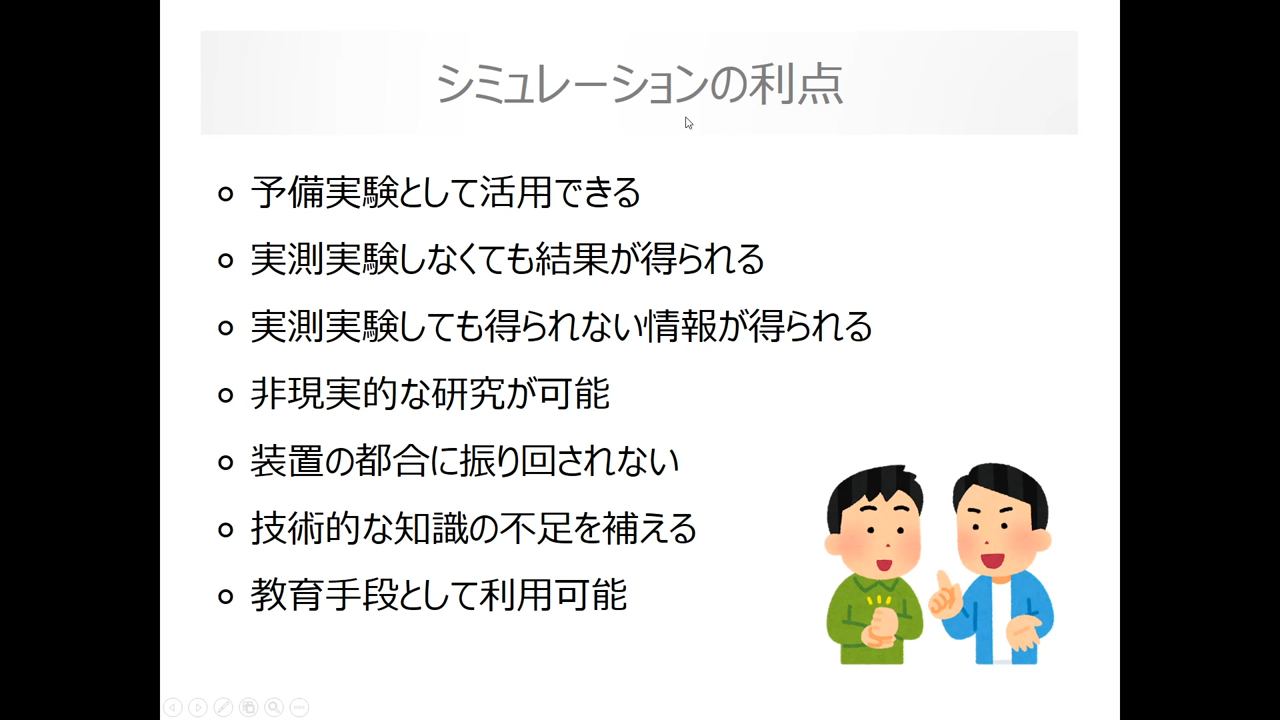 シミュレーションの利点
予備実験として活用できる
実測実験しなくても結果が得られる
実測実験しても得られない情報が得られる
非現実的な研究が可能
装置の都合に振り回されない
技術的な知識の不足を補える
教育手段として利用可能